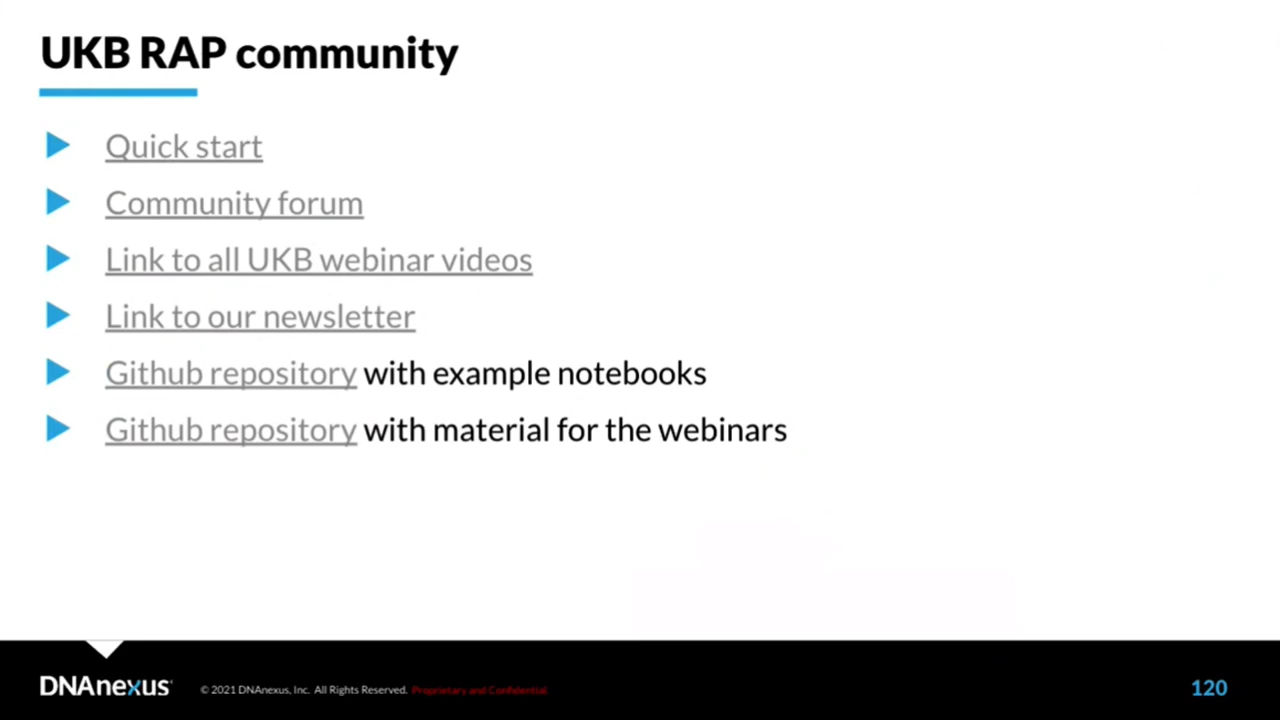 UKB RAP community
Quick start
Community forum
Link to all UKB webinar videos
Link to our newsletter
Github repository with example notebooks
Github repository with material for the webinars
DNAnexus © 2021 DNAnexus, Inc. All Rights Reserved. Proprietary and Confidential 120